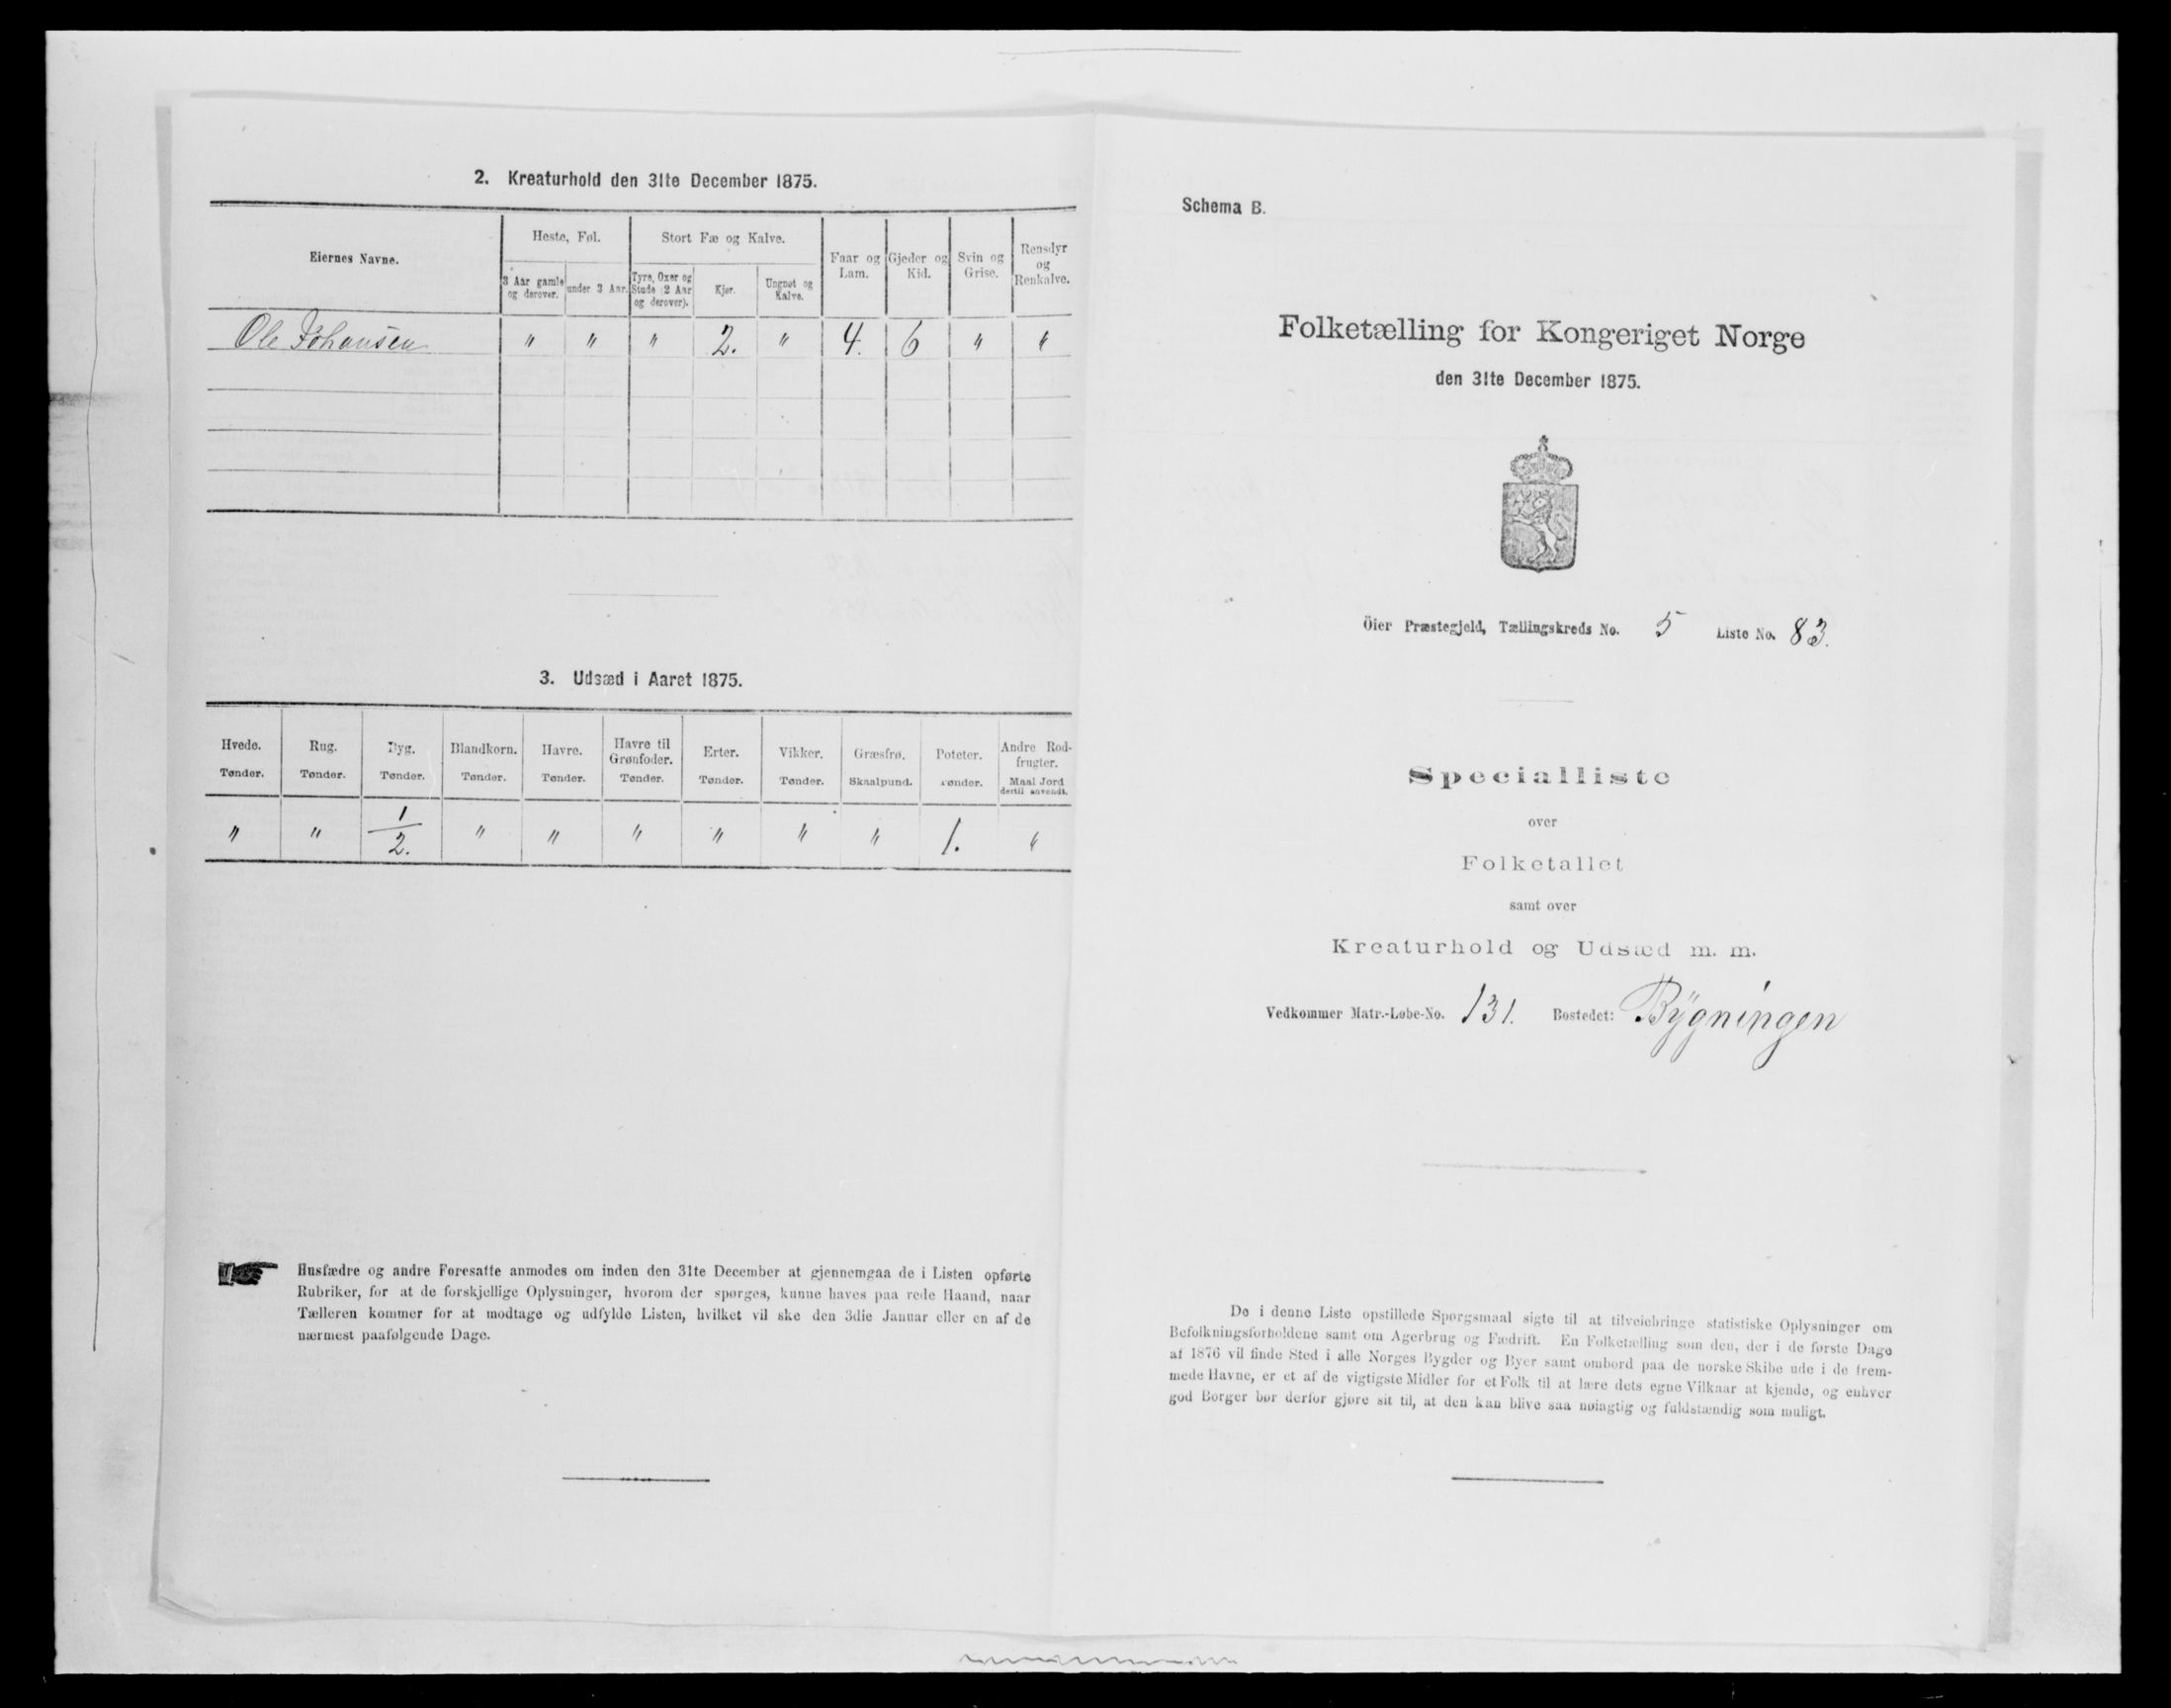 2. Kreaturhold den 31te December 1875.
Eiernes Navne.
Heste, Føl.
Stort Fæ og Kalve.
Faar og Lam.
Gjeder og Kid.
Svin og Grise.
Rensdyr og Renkalve.
3 Aar gamle og derover.
under 3 Aar.
Tyre, Oxer og Stude (2 Aar og derover).
Kjør.
Ungnøt og Kalve.
Ole Johansen " " " 2. " 4. 6 " "
3. Udsæd i Aaret 1875.
Hvede. Rug. Byg. Blandkorn. Havre. Havre til Grønfoder. Erter. Vikker. Græsfrø. Poteter. Andre Rodfrugter.
Tønder. Tønder. Tønder. Tønder. Tønder. Tønder. Tønder. Tønder. Skaalpund. Tønder. Maal Jord dertil anvendt.
" " 1/2. " " " " " " 1. "
Husfædre og andre Foresatte anmodes om inden den 31te December at gjennemgaa de i Listen opførte
Rubriker, for at de forskjellige Oplysninger, hvorom der spørges, kunne haves paa rede Haand, naar
Tælleren kommer for at modtage og udfylde Listen, hvilket vil ske den 3die Januar eller en af de
nærmest paafølgende Dage.
Schema B.
Folketælling for Kongeriget Norge
den 31te December 1875.
Öier Præstegjeld, Tællingskreds No. 5 Liste No. 83.
Specialliste
over
Folketallet
samt over
Kreaturhold og Udsæd m. m.
Vedkommer Matr.-Løbe-No. 131. Bostedet: Bÿgningen
De i denne Liste opstillede Spørgsmaal sigte til at tilveiebringe statistiske Oplysninger om
Befolkningsforholdene samt om Agerbrug og Fædrift. En Folketælling som den, der i de første Dage
af 1876 vil finde Sted i alle Norges Bygder og Byer samt ombord paa de norske Skibe ude i de frem-
mede Havne, er et af de vigtigste Midler for et Folk til at lære dets egne Vilkaar at kjende, og enhver
god Borger bør derfor gjøre sit til, at den kan blive saa nøiagtig og fuldstændig som muligt.